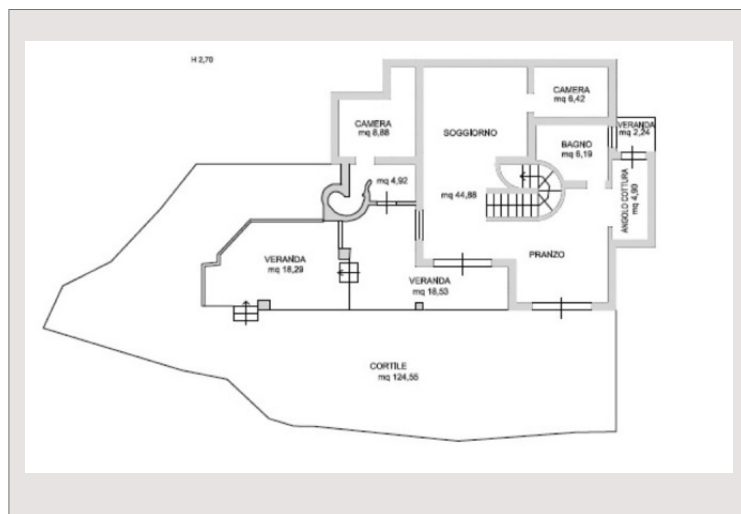 H 2,70
CAMERA
mq 6,42
CAMERA
mq 8,88
SOGGIORNO
VERANDA
mq 2,24
BAGNO
mq 6,19
mq 4,92
mq 44,88
ANGOLO COTTURA
mq 4,99
PRANZO
VERANDA
mq 18,29
VERANDA
mq 18,53
CORTILE
mq 124,55